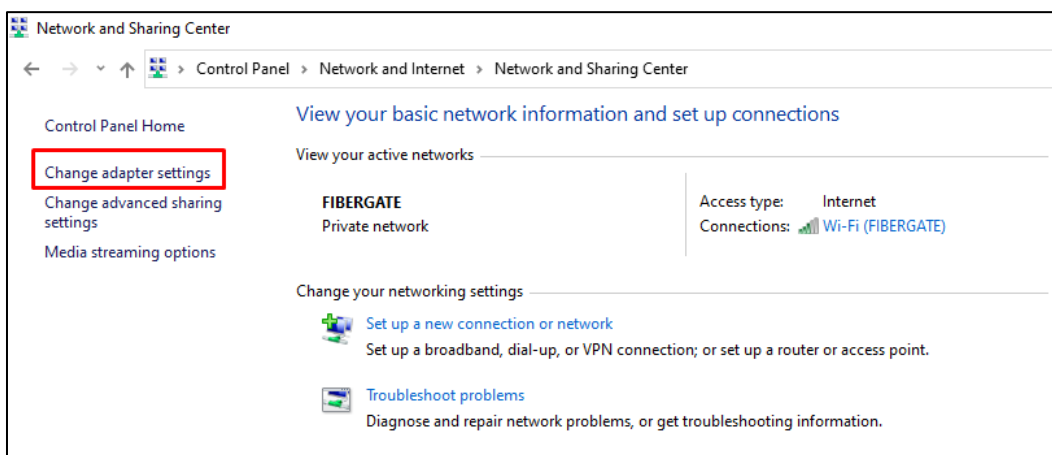 Network and Sharing Center
Control Panel > Network and Internet > Network and Sharing Center
Control Panel Home
Change adapter settings
Change advanced sharing
settings
Media streaming options
View your basic network information and set up connections
View your active networks
FIBERGATE
Private network
Access type: Internet
Connections: Wi-Fi (FIBERGATE)
Change your networking settings
Set up a new connection or network
Set up a broadband, dial-up, or VPN connection; or set up a router or access point.
Troubleshoot problems
Diagnose and repair network problems, or get troubleshooting information.